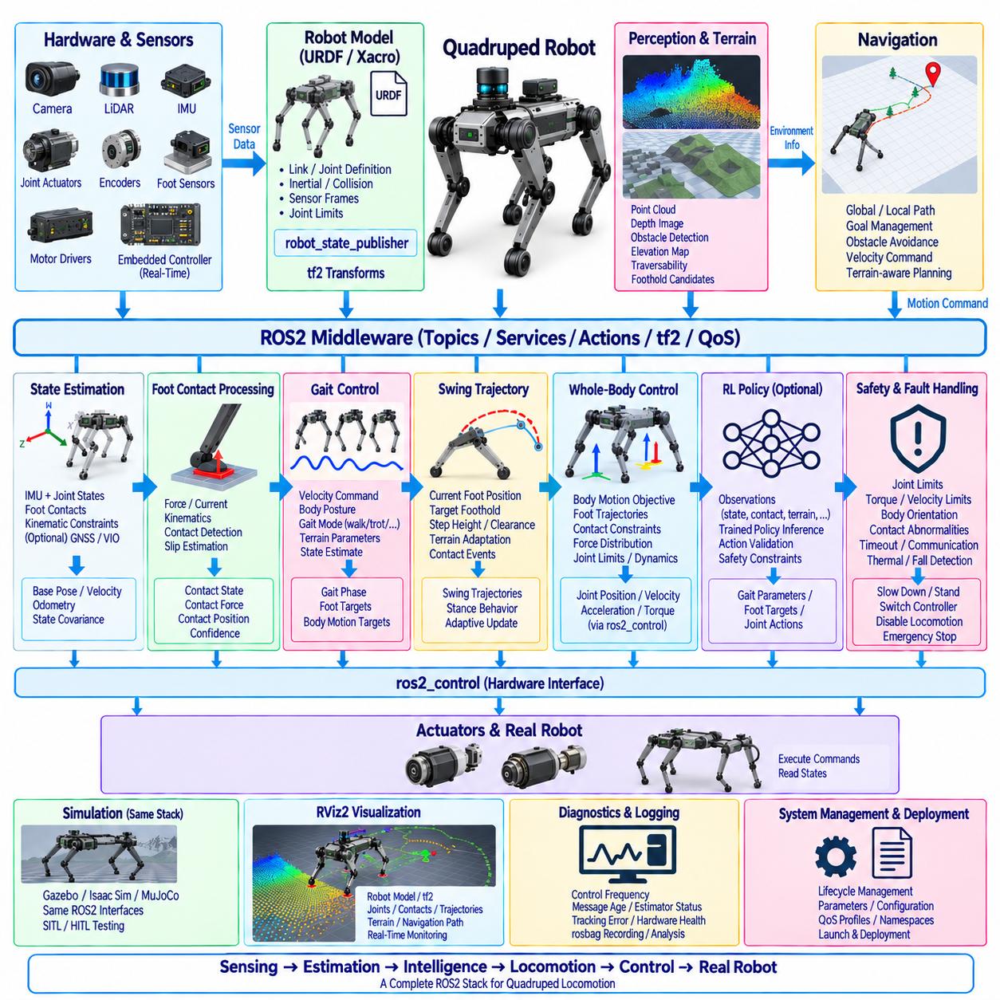 Hardware & Sensors
Camera
LiDAR
IMU
Joint Actuators
Encoders
Foot Sensors
Motor Drivers
Embedded Controller
(Real-Time)
Sensor
Data
Robot Model
(URDF / Xacro)
URDF
• Link / Joint Definition
• Inertial / Collision
• Sensor Frames
• Joint Limits
robot_state_publisher
tf2 Transforms
Quadruped Robot
Perception & Terrain
Point Cloud
Depth Image
Obstacle Detection
Elevation Map
Traversability
Foothold Candidates
Environment
Info
Navigation
Global / Local Path
Goal Management
Obstacle Avoidance
Velocity Command
Terrain-aware Planning
Motion Command
ROS2 Middleware (Topics / Services / Actions / tf2 / QoS)
State Estimation
W
X
Z
IMU + Joint States
Foot Contacts
Kinematic Constraints
(Optional) GNSS / VIO
Base Pose / Velocity
Odometry
State Covariance
Foot Contact Processing
Force / Current
Kinematics
Contact Detection
Slip Estimation
Contact State
Contact Force
Contact Position
Confidence
Gait Control
Velocity Command
Body Posture
Gait Mode (walk/trot/...)
Terrain Parameters
State Estimate
Gait Phase
Foot Targets
Body Motion Targets
Swing Trajectory
Current Foot Position
Target Foothold
Step Height / Clearance
Terrain Adaptation
Contact Events
Swing Trajectories
Stance Behavior
Adaptive Update
Whole-Body Control
Body Motion Objective
Foot Trajectories
Contact Constraints
Force Distribution
Joint Limits / Dynamics
Joint Position / Velocity
Acceleration / Torque
(via ros2_control)
RL Policy (Optional)
Observations
(state, contact, terrain, ...)
Trained Policy Inference
Action Validation
Safety Constraints
Gait Parameters /
Foot Targets /
Joint Actions
Safety & Fault Handling
Joint Limits
Torque / Velocity Limits
Body Orientation
Contact Abnormalities
Timeout / Communication
Thermal / Fall Detection
Slow Down / Stand
Switch Controller
Disable Locomotion
Emergency Stop
ros2_control (Hardware Interface)
Actuators & Real Robot
Execute Commands
Read States
Simulation (Same Stack)
Gazebo / Isaac Sim / MuJoCo
Same ROS2 Interfaces
SITL / HITL Testing
RViz2 Visualization
Robot Model / tf2
Joints / Contacts / Trajectories
Terrain / Navigation Path
Real-Time Monitoring
Diagnostics & Logging
Control Frequency
Message Age / Estimator Status
Tracking Error / Hardware Health
rosbag Recording / Analysis
System Management & Deployment
Lifecycle Management
Parameters / Configuration
QoS Profiles / Namespaces
Launch & Deployment
Sensing → Estimation → Intelligence → Locomotion → Control → Real Robot
A Complete ROS2 Stack for Quadruped Locomotion